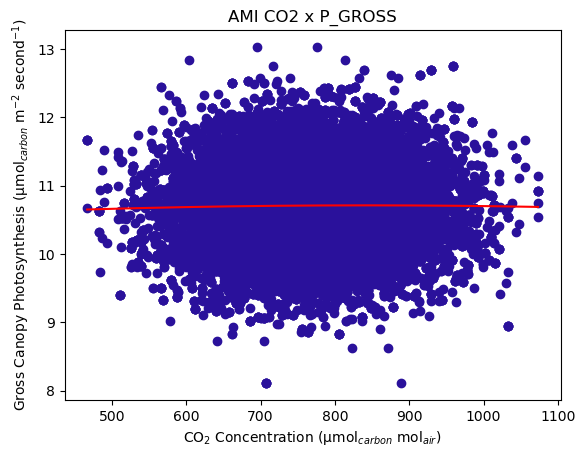 AMI CO2 x P_GROSS
13
12
11
10
9
8
Gross Canopy Photosynthesis (μmol_carbon m⁻² second⁻¹)
500 600 700 800 900 1000 1100
CO₂ Concentration (μmol_carbon mol_air)